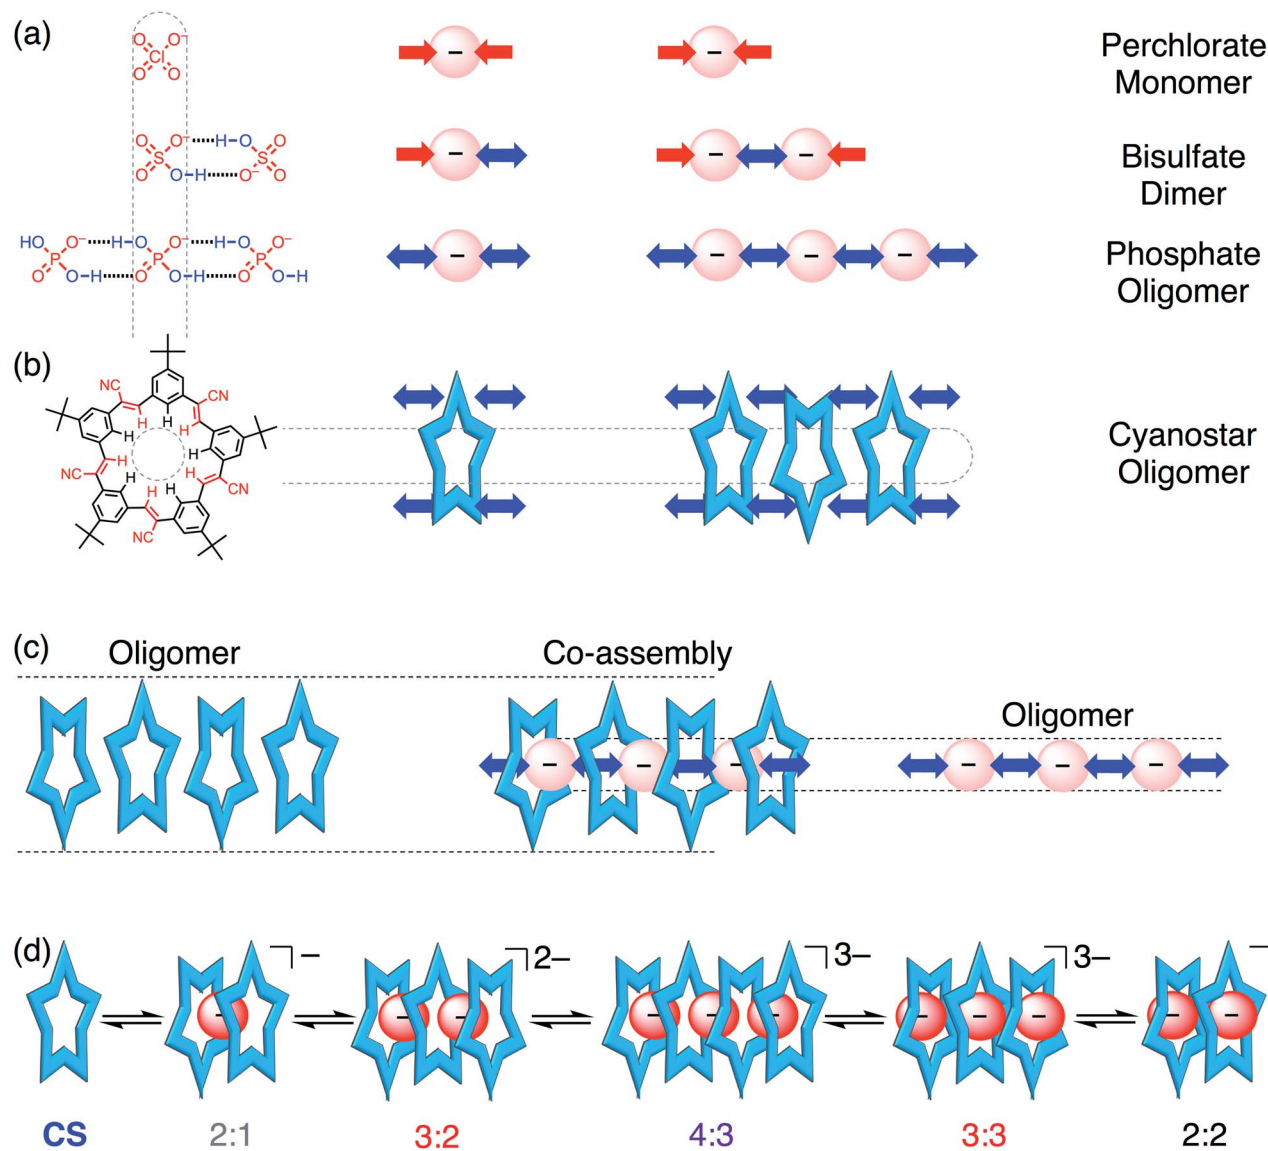 (a)
O O–
Cl
O O
Perchlorate
Monomer
O O– H–O O
S S
O O–H O– O
Bisulfate
Dimer
HO O– H–O O– H–O O–
P P P
O O–H O O–H O O–H
Phosphate
Oligomer
(b)
NC CN
H H H
H H
H H
NC H H CN
H
NC
Cyanostar
Oligomer
(c)
Oligomer Co-assembly Oligomer
– – – – – –
(d)
– 2– 3– 3– –
CS 2:1 3:2 4:3 3:3 2:2